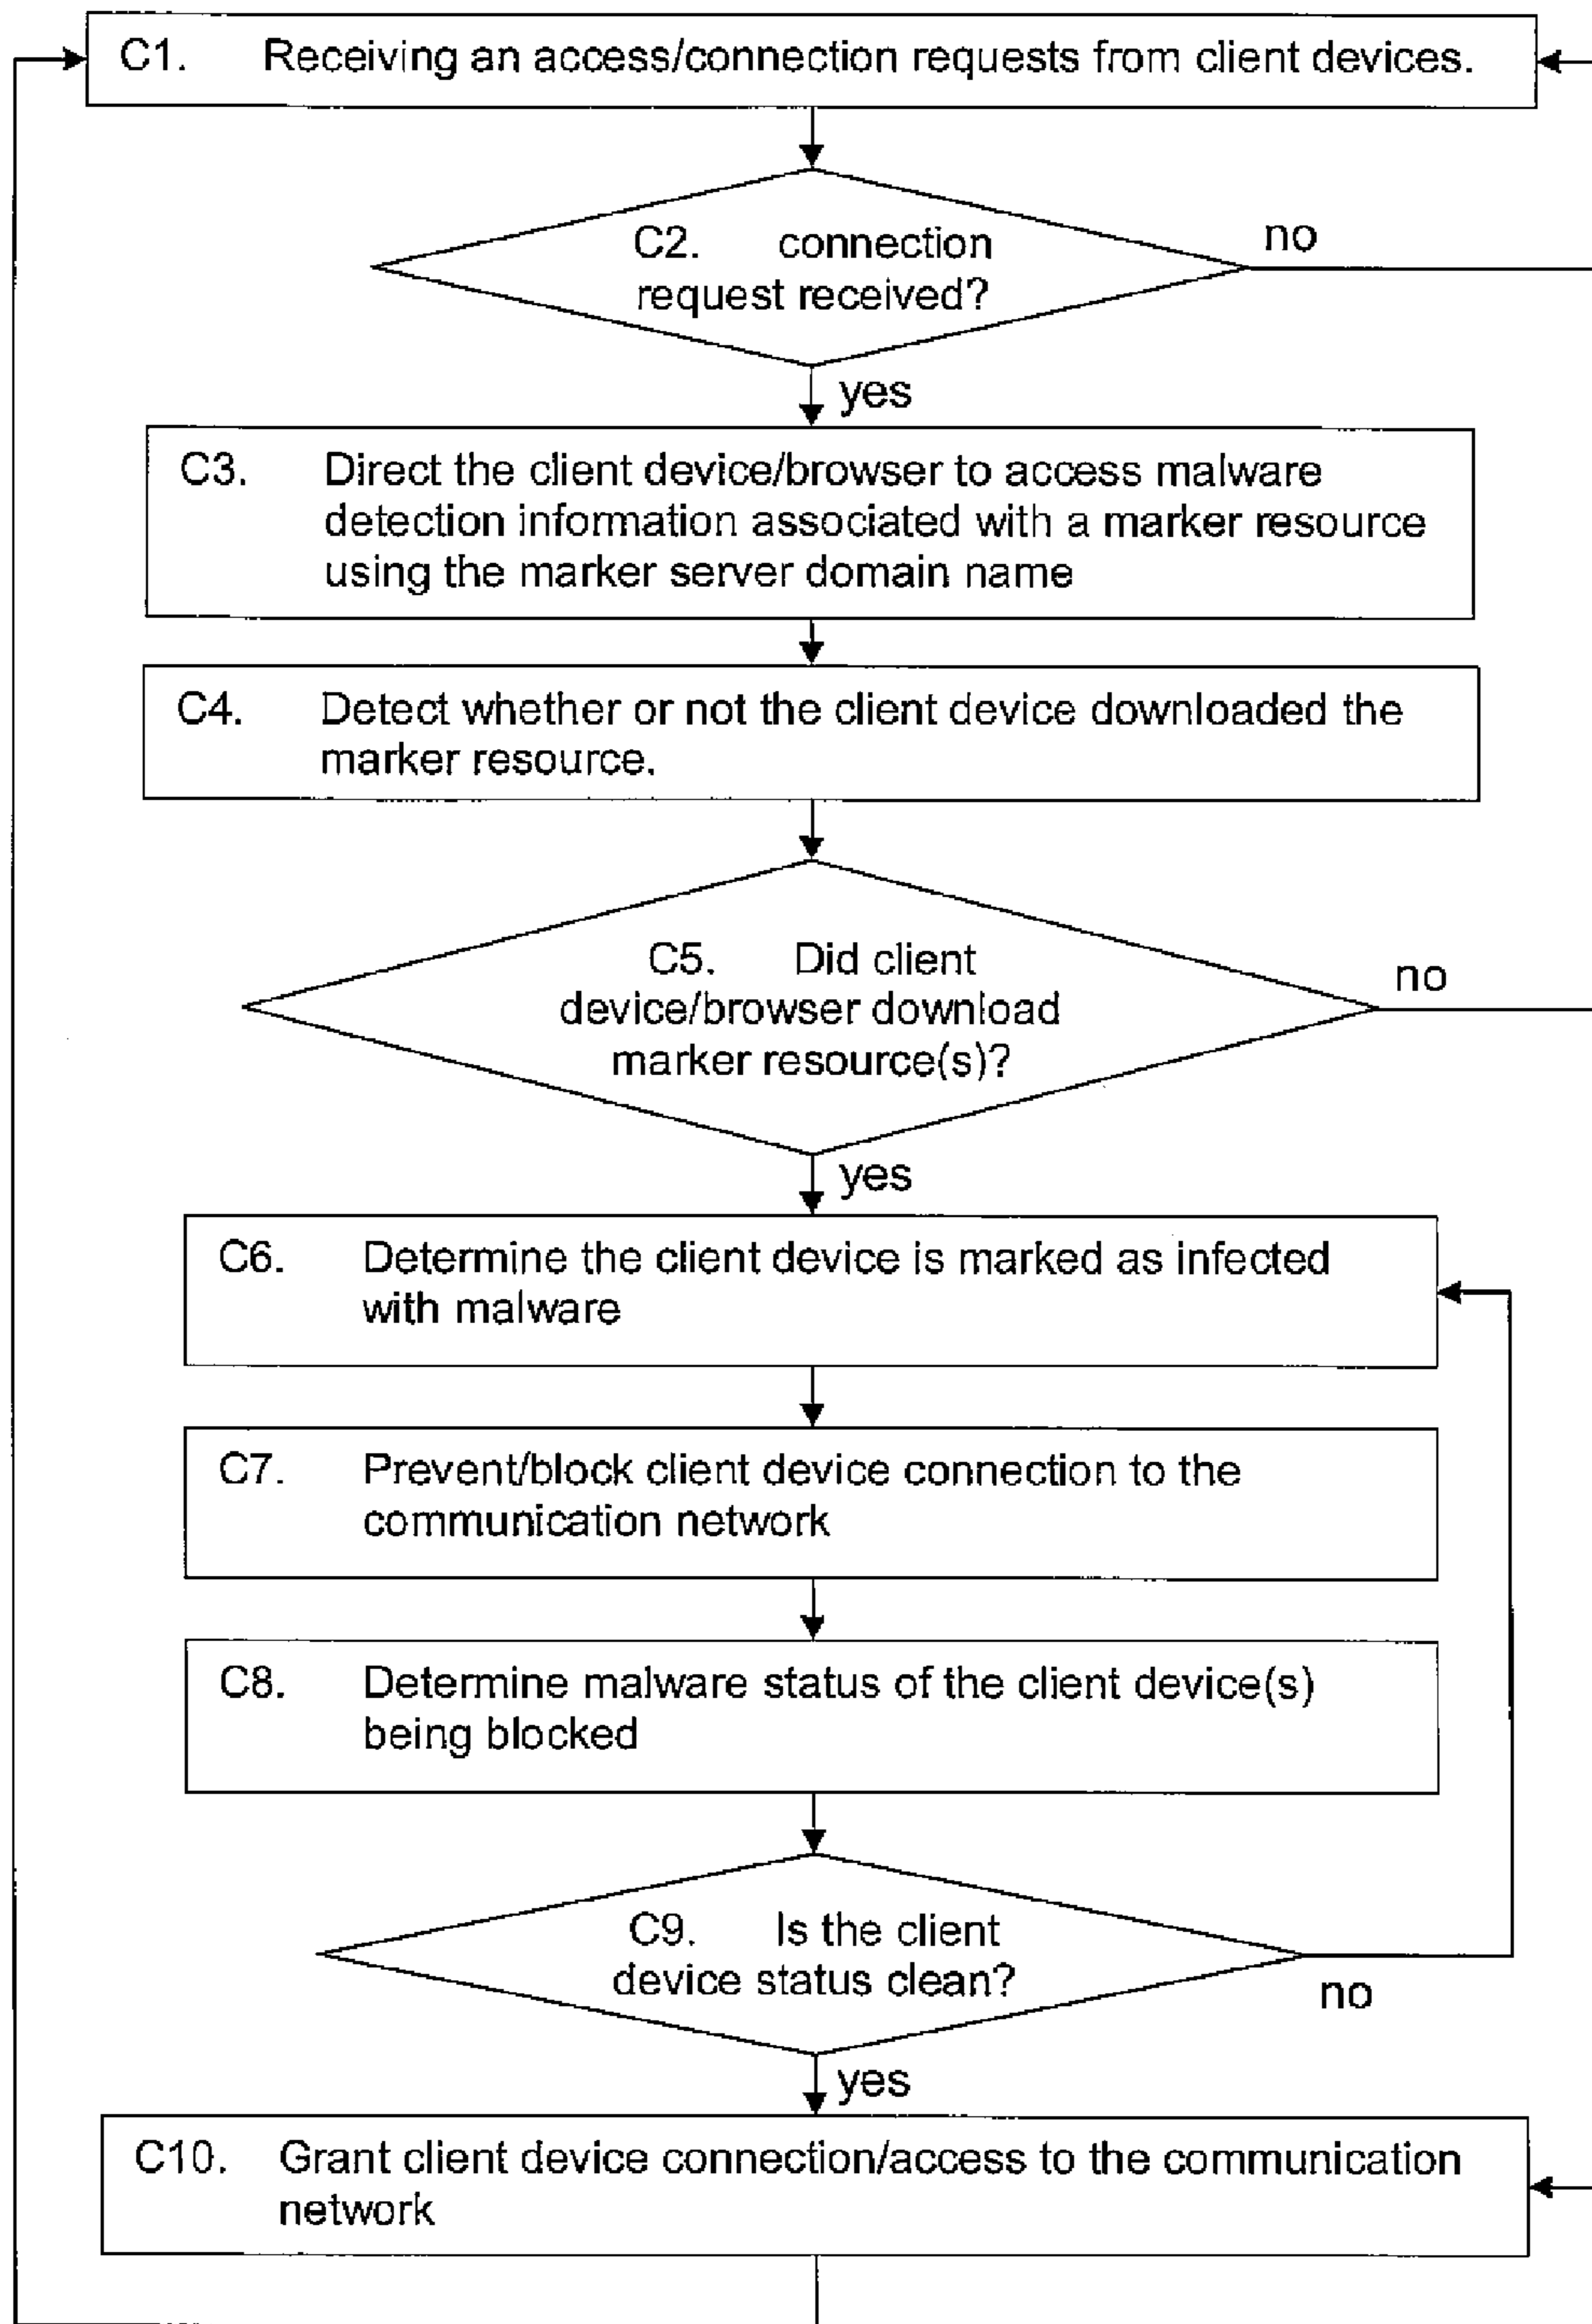 C1. Receiving an access/connection requests from client devices.
C2. connection
request received?
no
yes
C3. Direct the client device/browser to access malware
detection information associated with a marker resource
using the marker server domain name
C4. Detect whether or not the client device downloaded the
marker resource.
C5. Did client
device/browser download
marker resource(s)?
no
yes
C6. Determine the client device is marked as infected
with malware
C7. Prevent/block client device connection to the
communication network
C8. Determine malware status of the client device(s)
being blocked
C9. Is the client
device status clean?
no
yes
C10. Grant client device connection/access to the communication
network